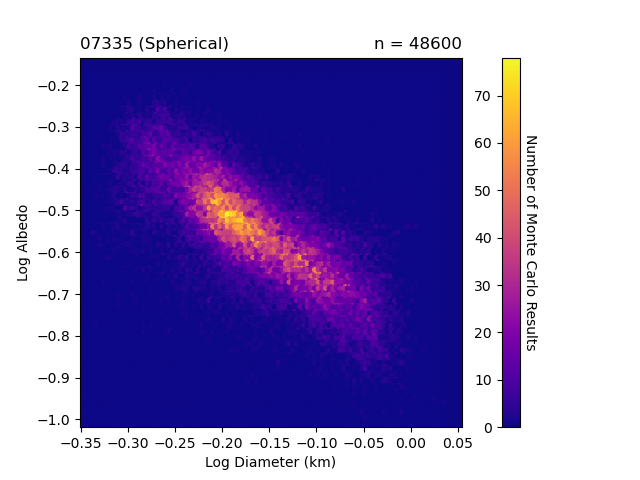 07335 (Spherical)
n = 48600
−0.2
−0.3
−0.4
−0.5
−0.6
−0.7
−0.8
−0.9
−1.0
Log Albedo
−0.35 −0.30 −0.25 −0.20 −0.15 −0.10 −0.05 0.00 0.05
Log Diameter (km)
70
60
50
40
30
20
10
0
Number of Monte Carlo Results